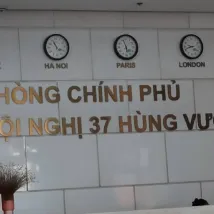 HA NOI PARIS LONDON
HÒNG CHÍNH PHỦ
ỘI NGHỊ 37 HÙNG VƯƠ